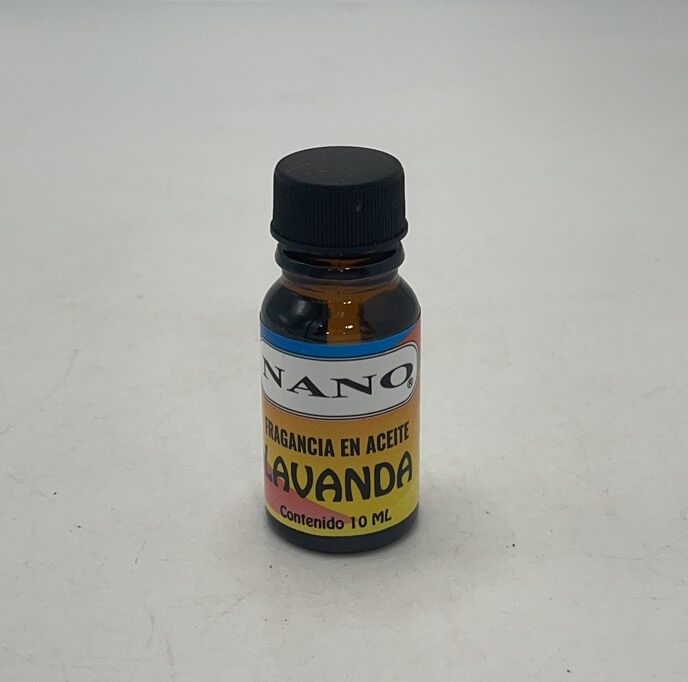 NANO®
FRAGANCIA EN ACEITE
LAVANDA
Contenido 10 ML